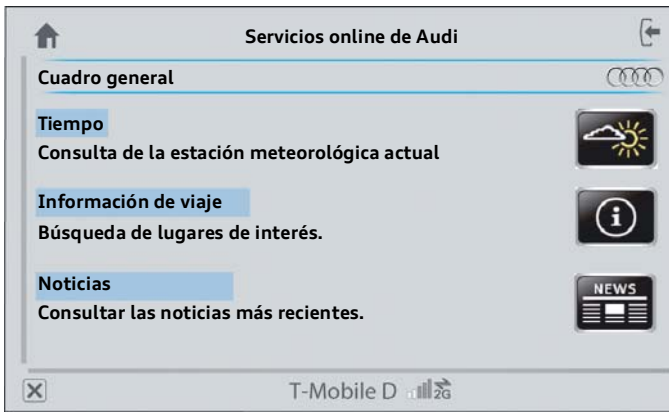 Servicios online de Audi
Cuadro general
Tiempo
Consulta de la estación meteorológica actual
Información de viaje
Búsqueda de lugares de interés.
Noticias
NEWS
Consultar las noticias más recientes.
T-Mobile D 2G